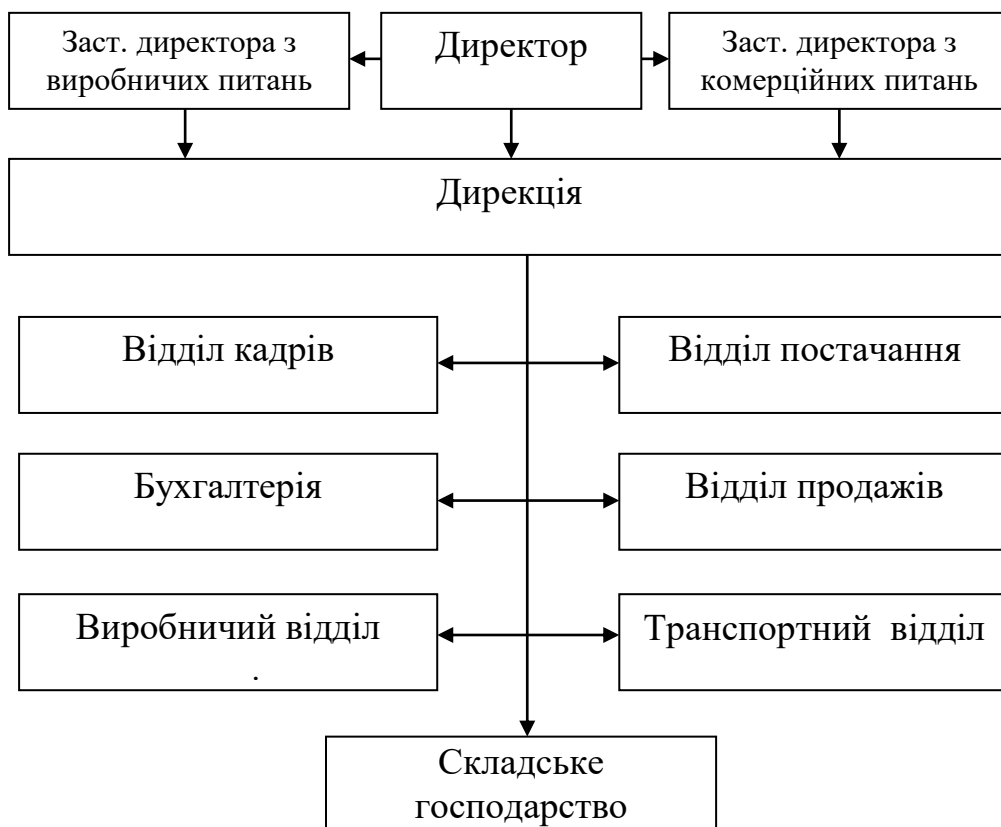 Заст. директора з
виробничих питань
Директор
Заст. директора з
комерційних питань
Дирекція
Відділ кадрів
Відділ постачання
Бухгалтерія
Відділ продажів
Виробничий відділ
.
Транспортний  відділ
Складське
господарство